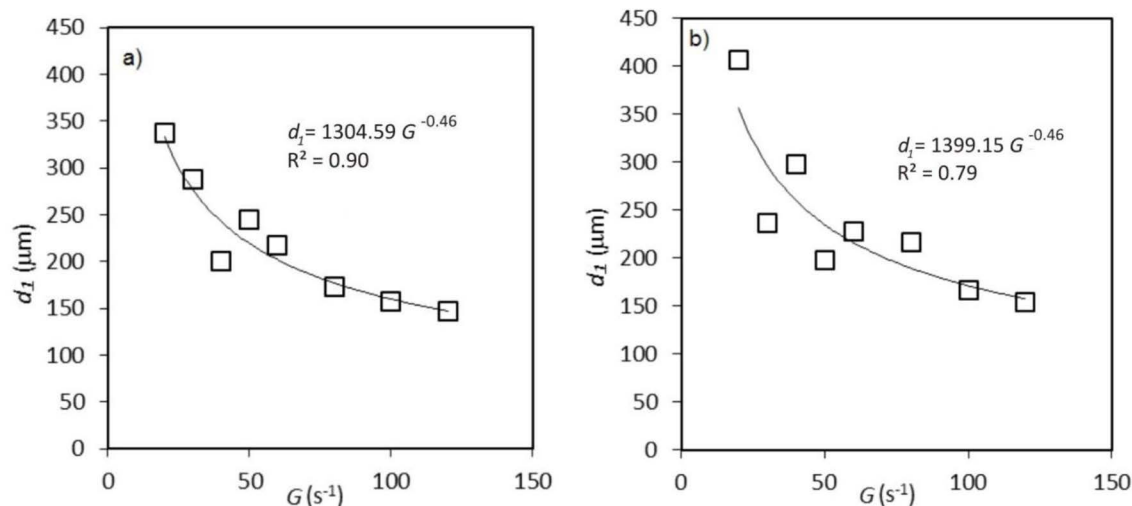 a)
450
400
350
300
250
200
150
100
50
0
d₁ (μm)
d₁= 1304.59 G ⁻⁰·⁴⁶
R² = 0.90
0 50 100 150
G (s⁻¹)
b)
450
400
350
300
250
200
150
100
50
0
d₁ (μm)
d₁= 1399.15 G ⁻⁰·⁴⁶
R² = 0.79
0 50 100 150
G (s⁻¹)